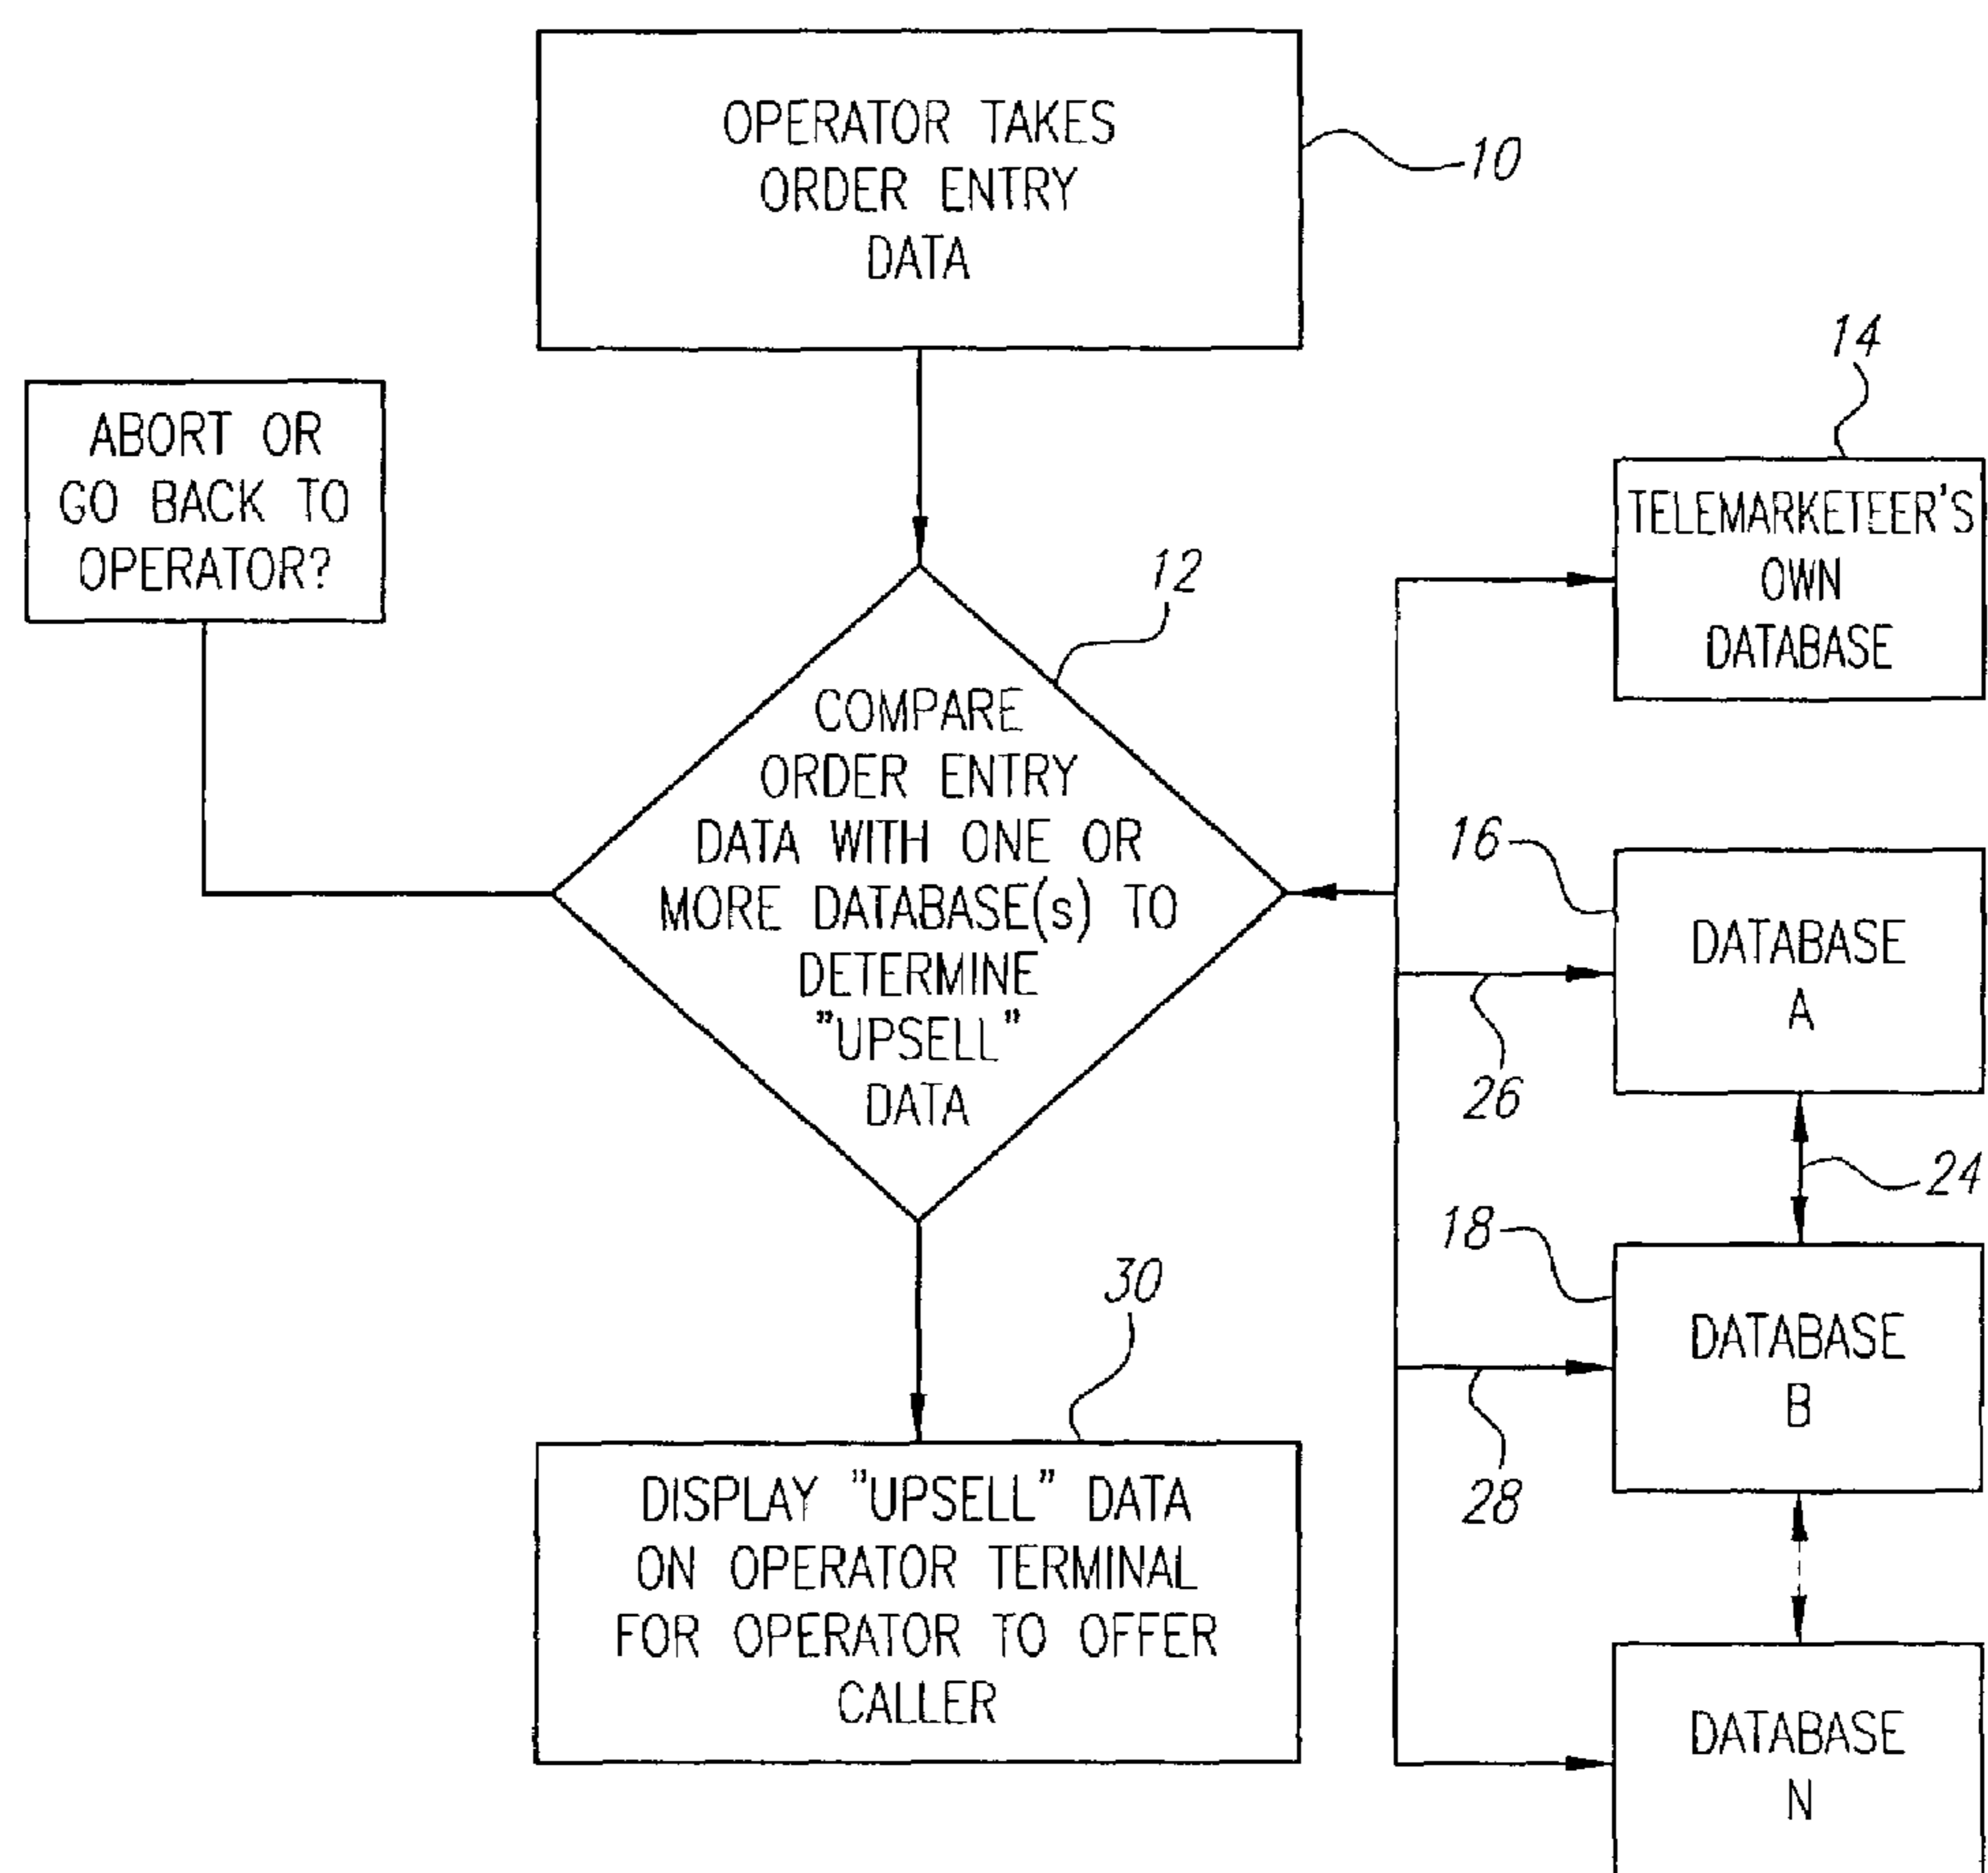 OPERATOR TAKES
ORDER ENTRY
DATA
10
ABORT OR
GO BACK TO
OPERATOR?
12
COMPARE
ORDER ENTRY
DATA WITH ONE OR
MORE DATABASE(s) TO
DETERMINE
"UPSELL"
DATA
14
TELEMARKETEER'S
OWN
DATABASE
16
DATABASE
A
26
24
18
DATABASE
B
28
30
DISPLAY "UPSELL" DATA
ON OPERATOR TERMINAL
FOR OPERATOR TO OFFER
CALLER
DATABASE
N